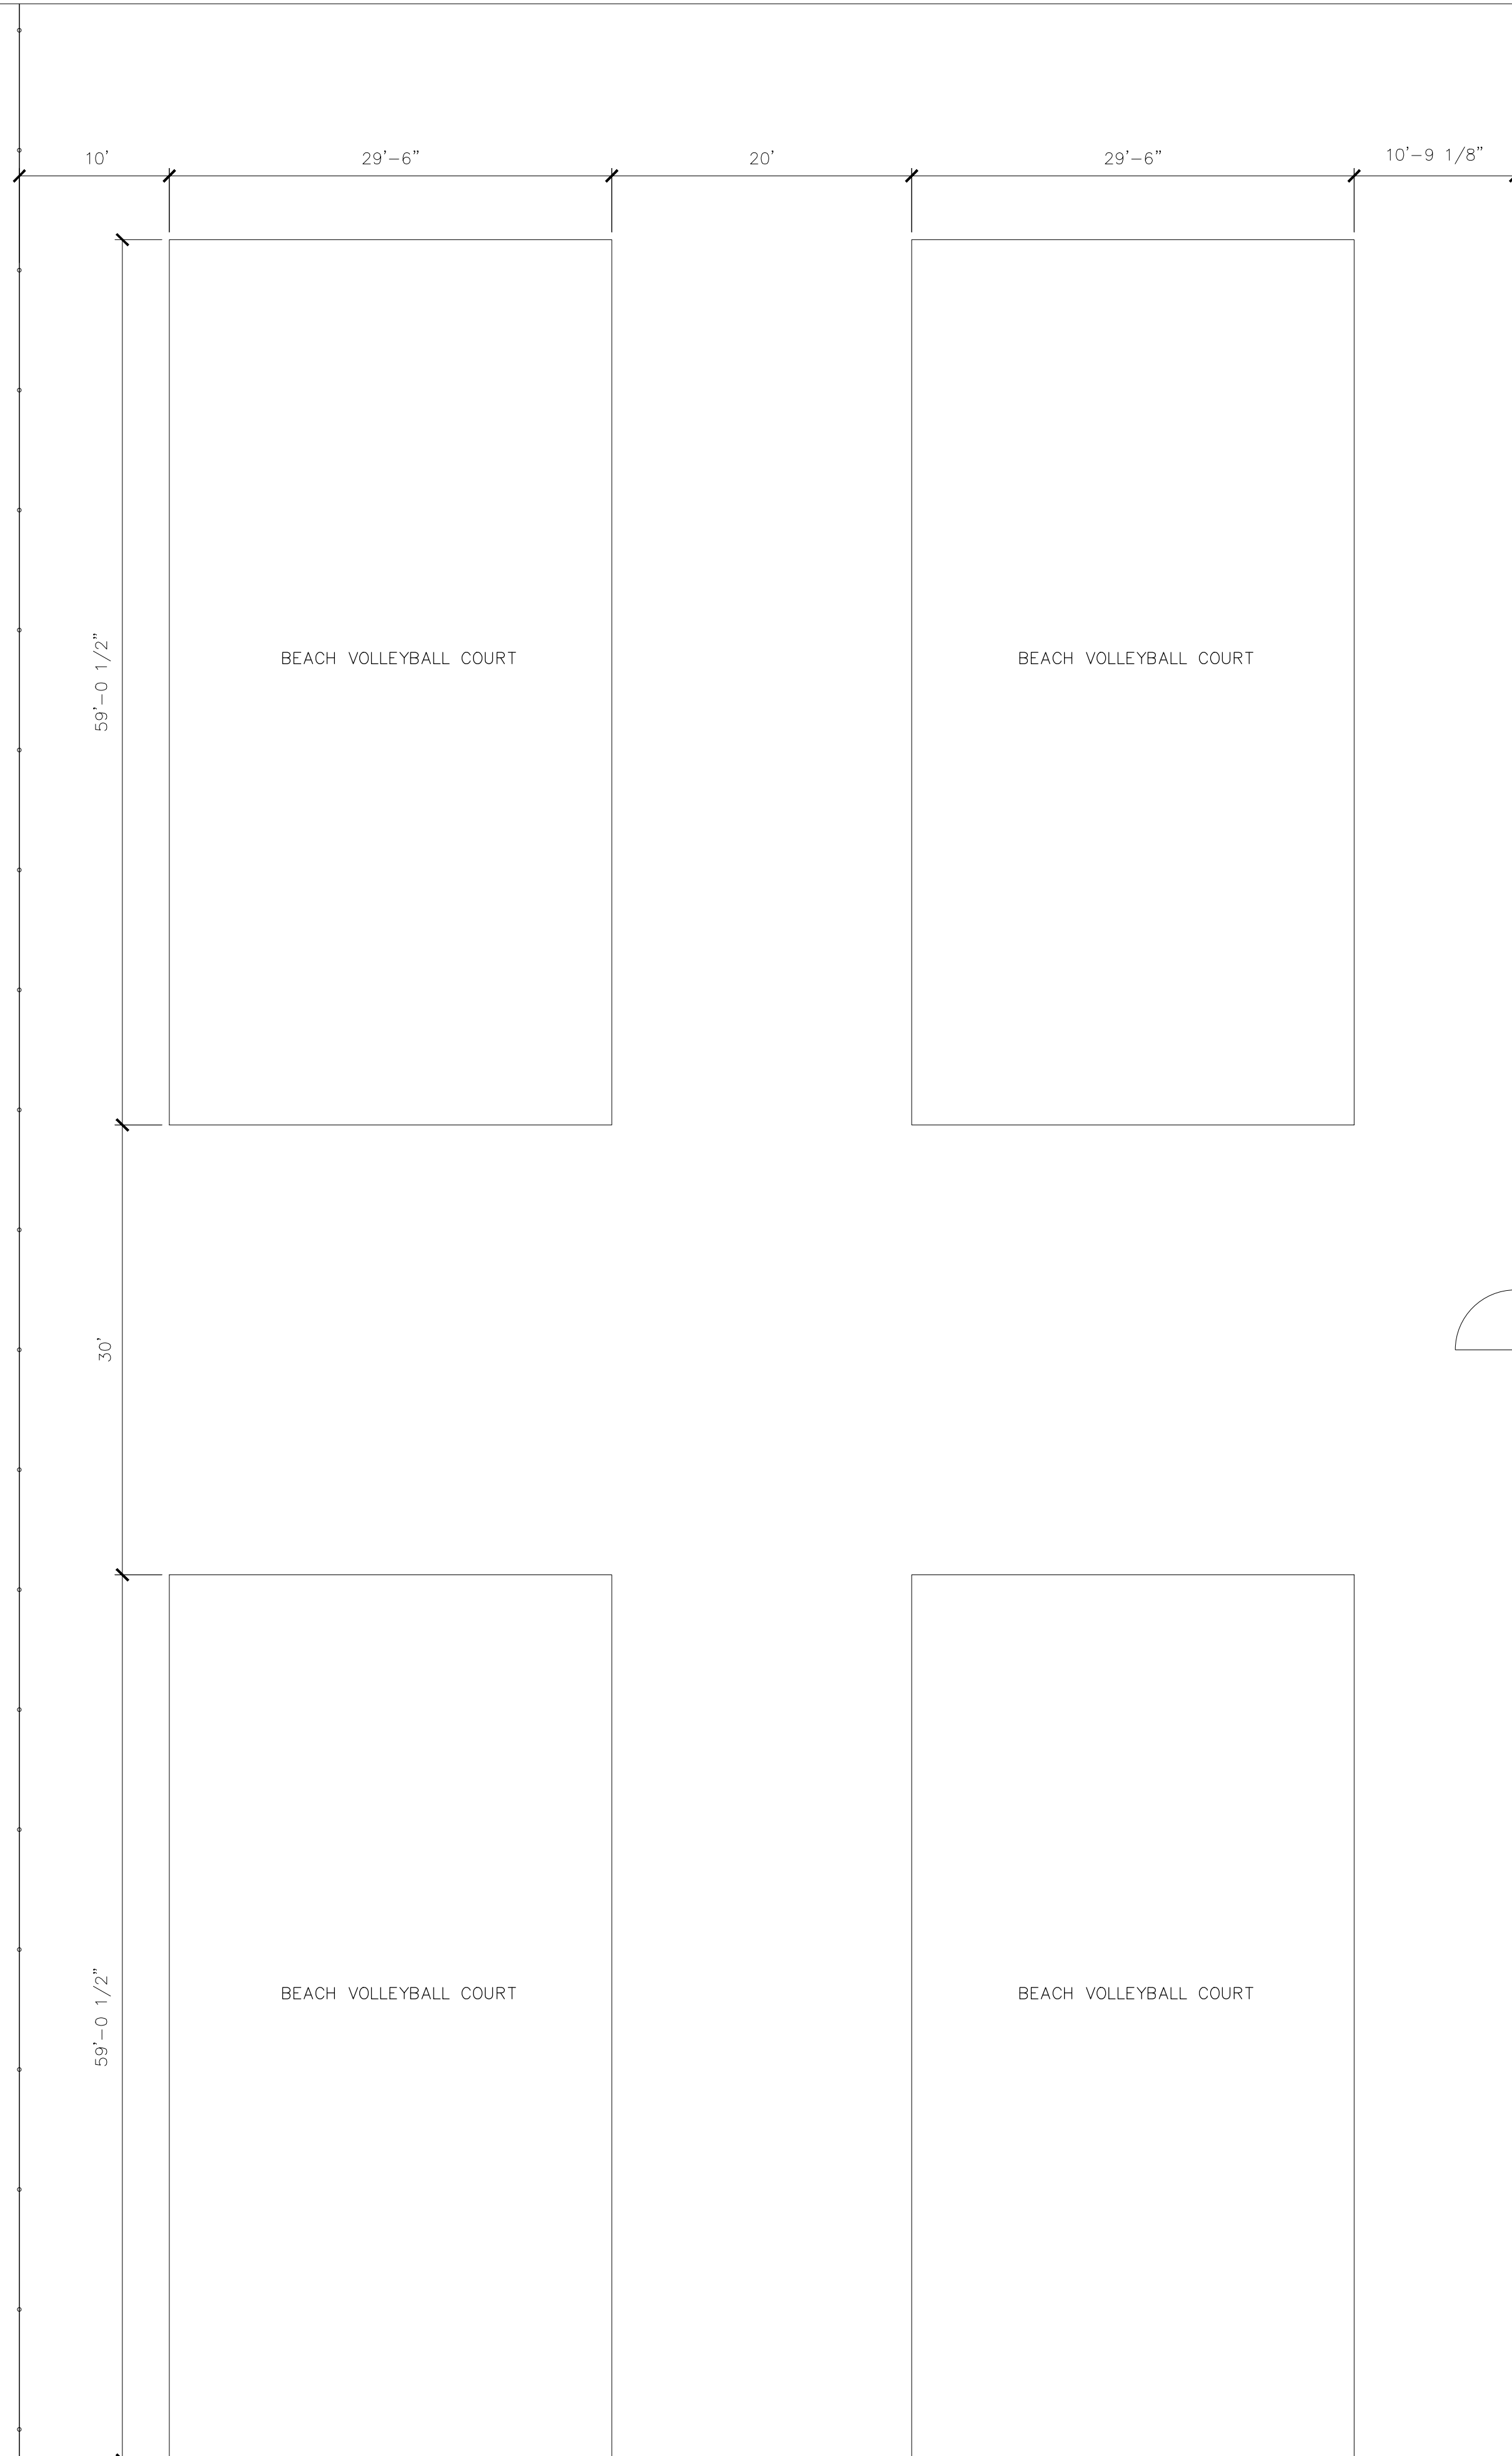 10'
29'-6"
20'
29'-6"
10'-9 1/8"
59'-0 1/2"
BEACH VOLLEYBALL COURT
BEACH VOLLEYBALL COURT
30'
59'-0 1/2"
BEACH VOLLEYBALL COURT
BEACH VOLLEYBALL COURT